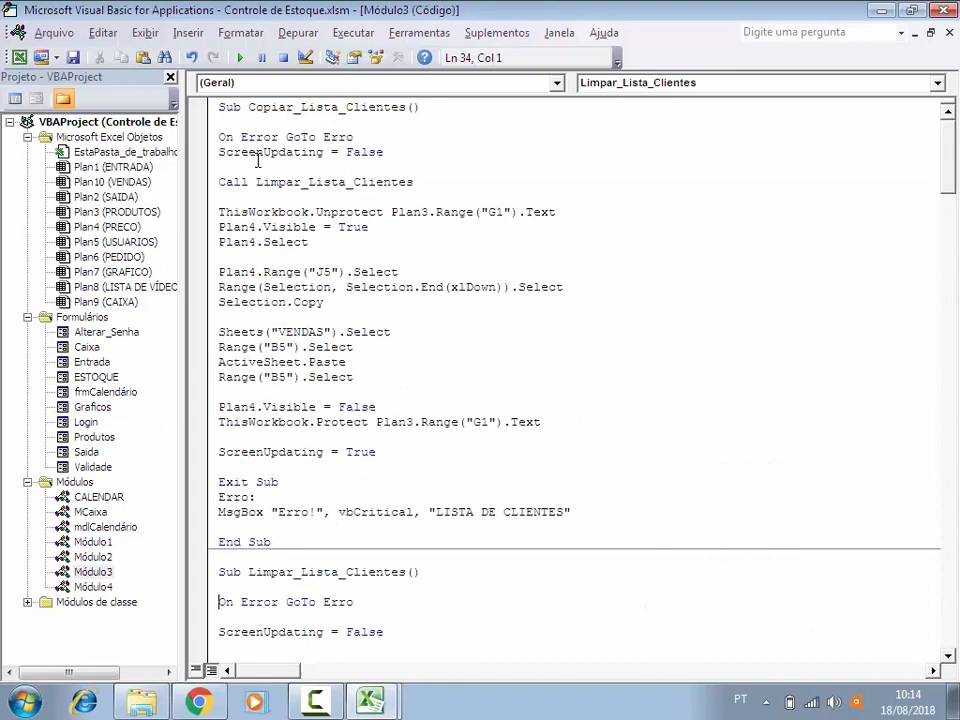 Microsoft Visual Basic for Applications - Controle de Estoque.xlsm - [Módulo3 (Código)]
Arquivo Editar Exibir Inserir Formatar Depurar Executar Ferramentas Suplementos Janela Ajuda Digite uma pergunta
Ln 34, Col 1
Projeto - VBAProject
(Geral) Limpar_Lista_Clientes
VBAProject (Controle de Es
Microsoft Excel Objetos
EstaPasta_de_trabalho
Plan1 (ENTRADA)
Plan10 (VENDAS)
Plan2 (SAIDA)
Plan3 (PRODUTOS)
Plan4 (PRECO)
Plan5 (USUARIOS)
Plan6 (PEDIDO)
Plan7 (GRAFICO)
Plan8 (LISTA DE VÍDEO
Plan9 (CAIXA)
Formulários
Alterar_Senha
Caixa
Entrada
ESTOQUE
frmCalendário
Graficos
Login
Produtos
Saida
Validade
Módulos
CALENDAR
MCaixa
mdlCalendário
Módulo1
Módulo2
Módulo3
Módulo4
Módulos de classe
Sub Copiar_Lista_Clientes()
On Error GoTo Erro
ScreenUpdating = False
Call Limpar_Lista_Clientes
ThisWorkbook.Unprotect Plan3.Range("G1").Text
Plan4.Visible = True
Plan4.Select
Plan4.Range("J5").Select
Range(Selection, Selection.End(xlDown)).Select
Selection.Copy
Sheets("VENDAS").Select
Range("B5").Select
ActiveSheet.Paste
Range("B5").Select
Plan4.Visible = False
ThisWorkbook.Protect Plan3.Range("G1").Text
ScreenUpdating = True
Exit Sub
Erro:
MsgBox "Erro!", vbCritical, "LISTA DE CLIENTES"
End Sub
Sub Limpar_Lista_Clientes()
On Error GoTo Erro
ScreenUpdating = False
PT
10:14
18/08/2018